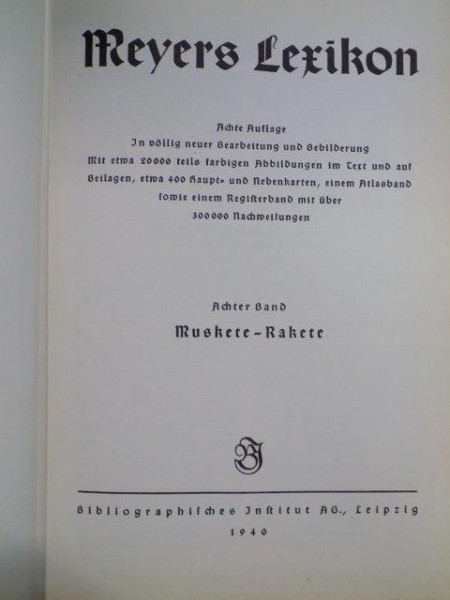 Meyers Lexikon
Achte Auflage
In völlig neuer Bearbeitung und Bebilderung
Mit etwa 20000 teils farbigen Abbildungen im Text und auf
Beilagen, etwa 400 Haupt- und Nebenkarten, einem Atlasband
sowie einem Registerband mit über
300000 Nachweisungen
Achter Band
Muskete-Rakete
BI
Bibliographisches Institut AG., Leipzig
1940